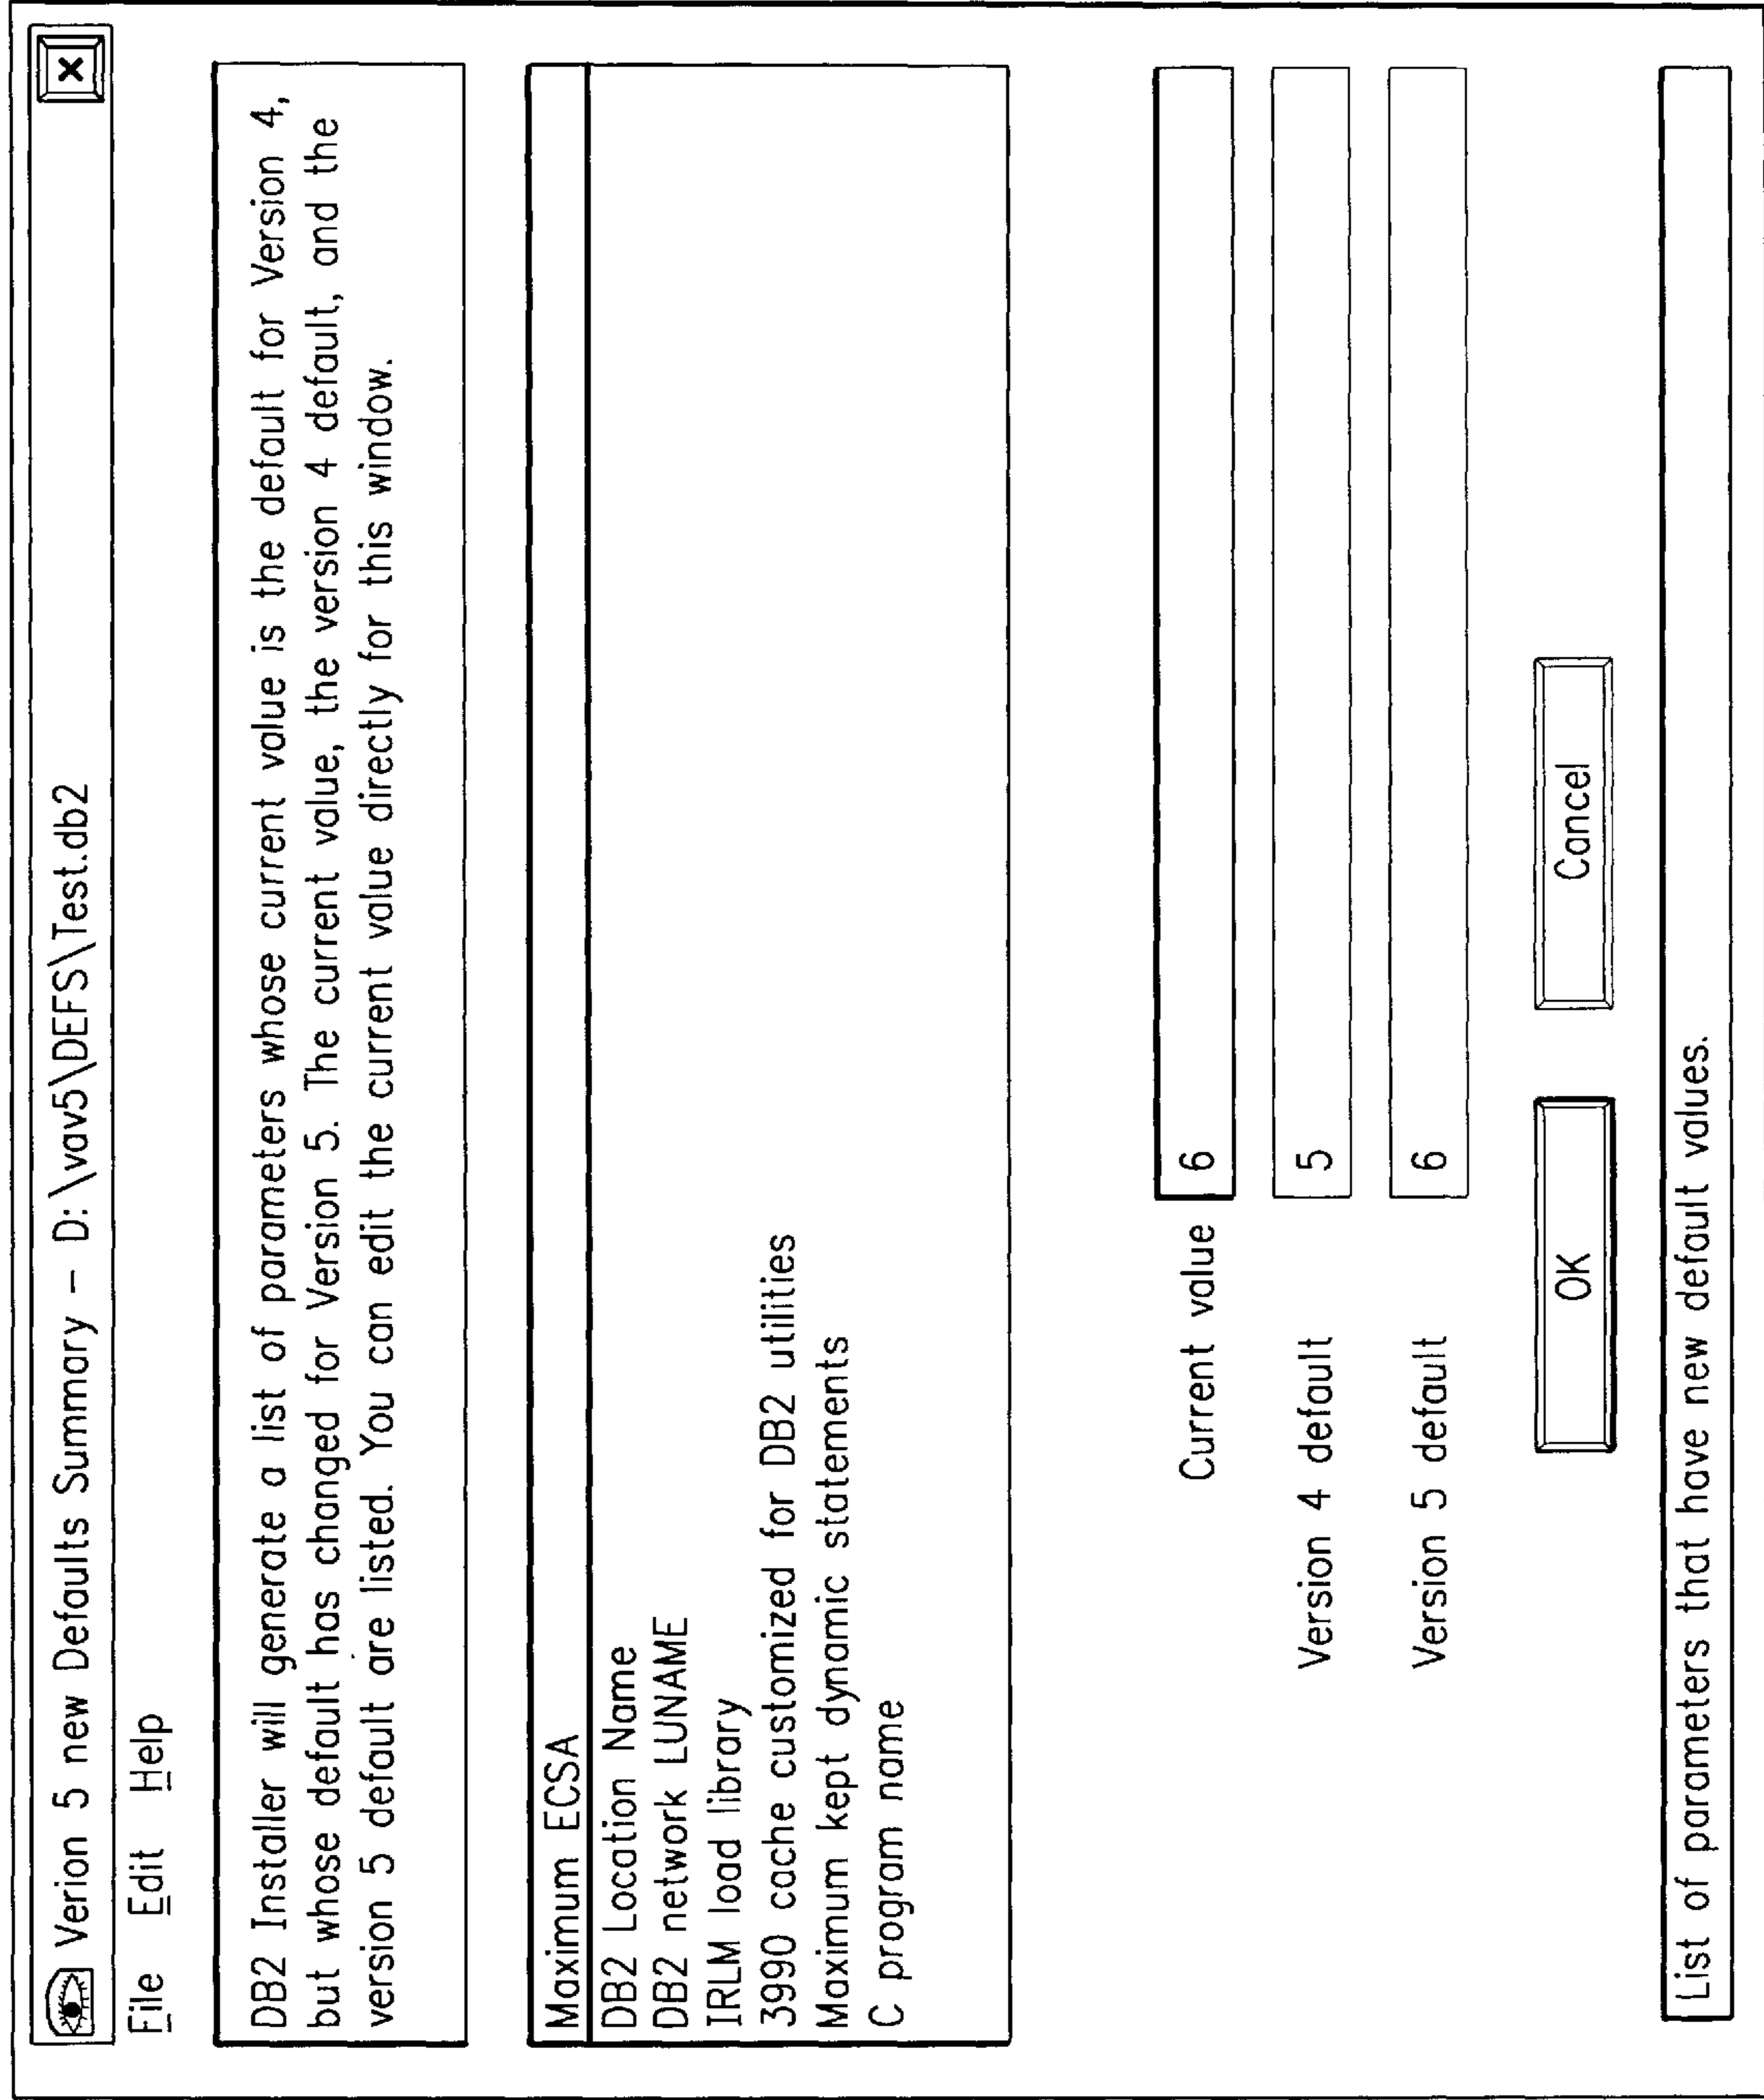 Verion 5 new Defaults Summary – D:\vav5\DEFS\Test.db2
File Edit Help
DB2 Installer will generate a list of parameters whose current value is the default for Version 4,
but whose default has changed for Version 5. The current value, the version 4 default, and the
version 5 default are listed. You can edit the current value directly for this window.
Maximum ECSA
DB2 Location Name
DB2 network LUNAME
IRLM load library
3990 cache customized for DB2 utilities
Maximum kept dynamic statements
C program name
Current value 6
Version 4 default 5
Version 5 default 6
OK Cancel
List of parameters that have new default values.